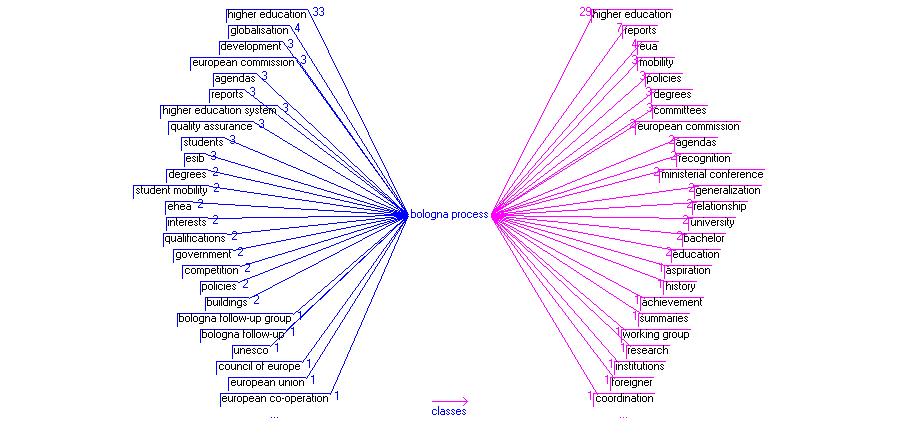 higher education 33
globalisation 4
development 3
european commission 3
agendas 3
reports 3
higher education system 3
quality assurance 3
students 3
esib 3
degrees 2
student mobility 2
ehea 2
interests 2
qualifications 2
government 2
competition 2
policies 2
buildings 2
bologna follow-up group 1
bologna follow-up 1
unesco 1
council of europe 1
european union 1
european co-operation 1
...
bologna process
classes
29 higher education
7 reports
4 eua
3 mobility
3 policies
3 degrees
3 committees
2 european commission
2 agendas
2 recognition
2 ministerial conference
2 generalization
2 relationship
2 university
2 bachelor
2 education
1 aspiration
1 history
1 achievement
1 summaries
1 working group
1 research
1 institutions
1 foreigner
1 coordination
...